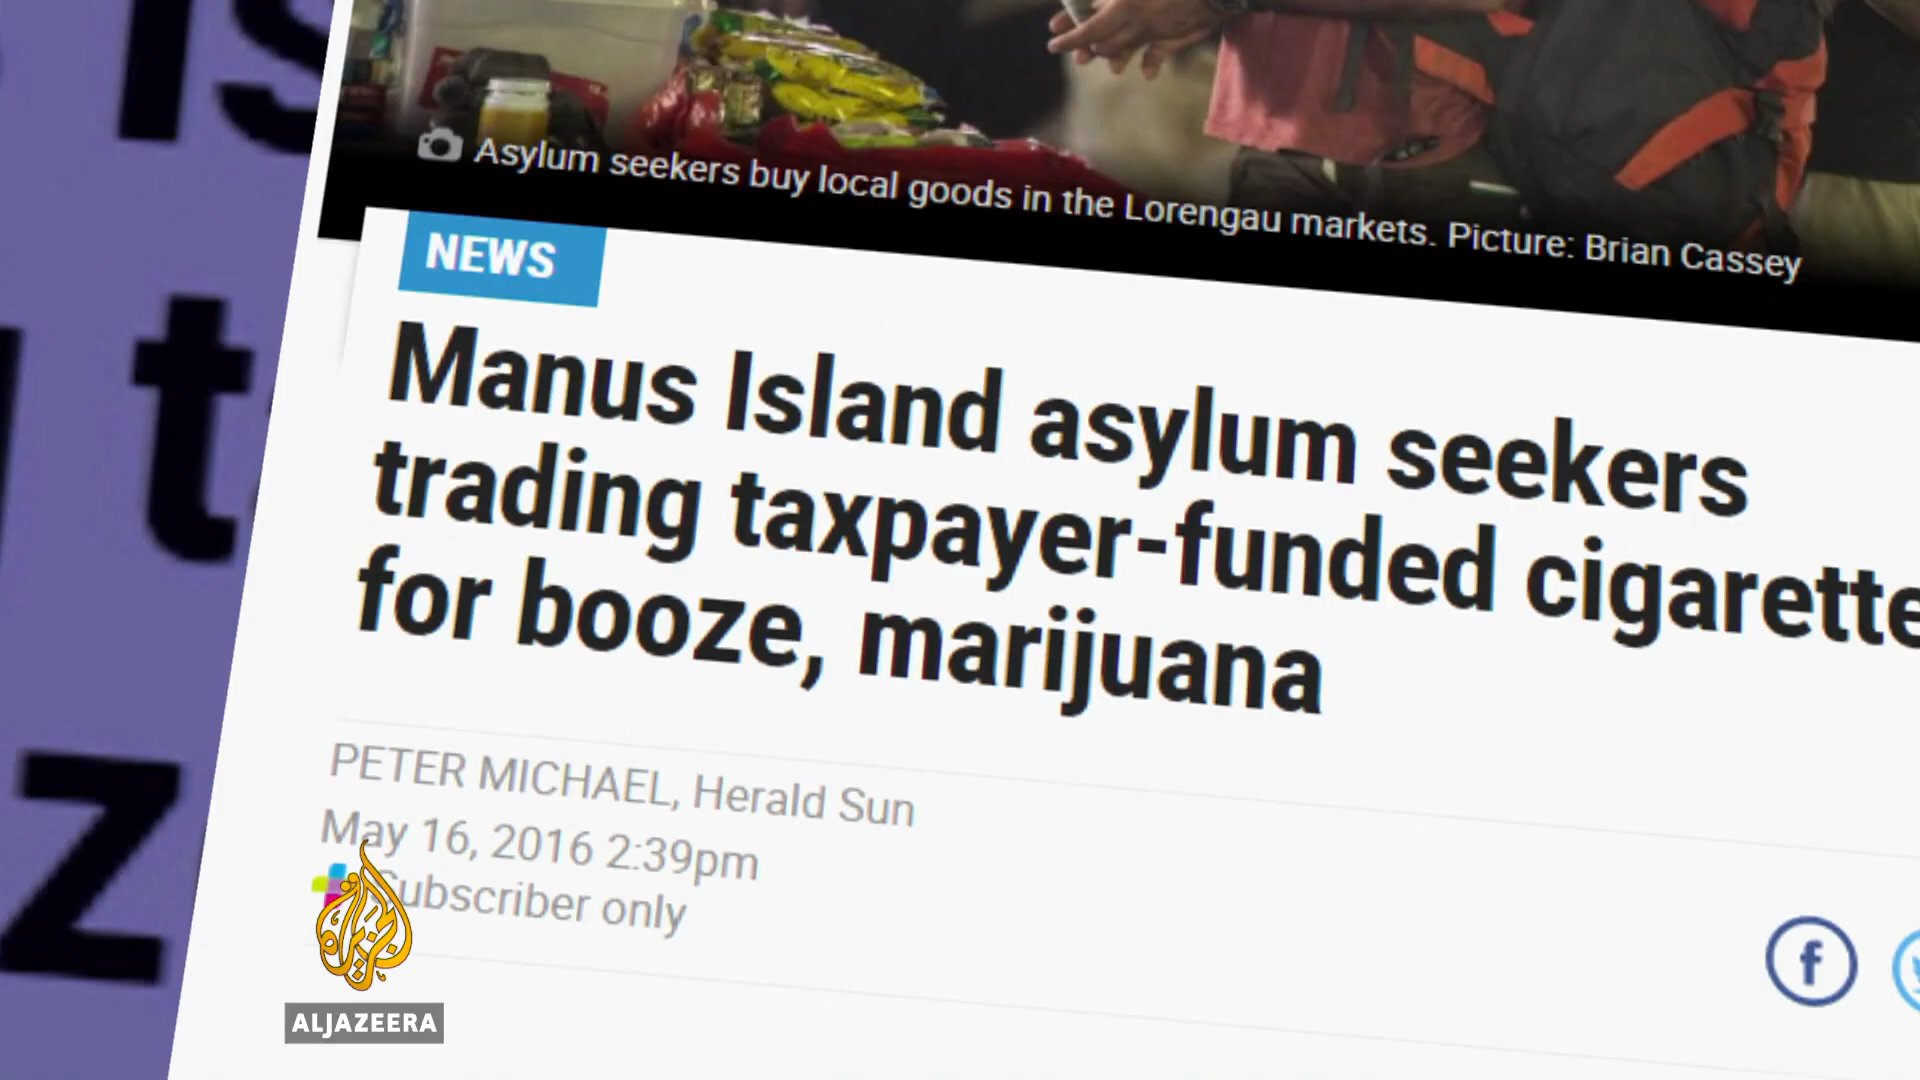 Asylum seekers buy local goods in the Lorengau markets. Picture: Brian Cassey
NEWS
Manus Island asylum seekers
trading taxpayer-funded cigarette
for booze, marijuana
PETER MICHAEL, Herald Sun
May 16, 2016 2:39pm
Subscriber only
ALJAZEERA